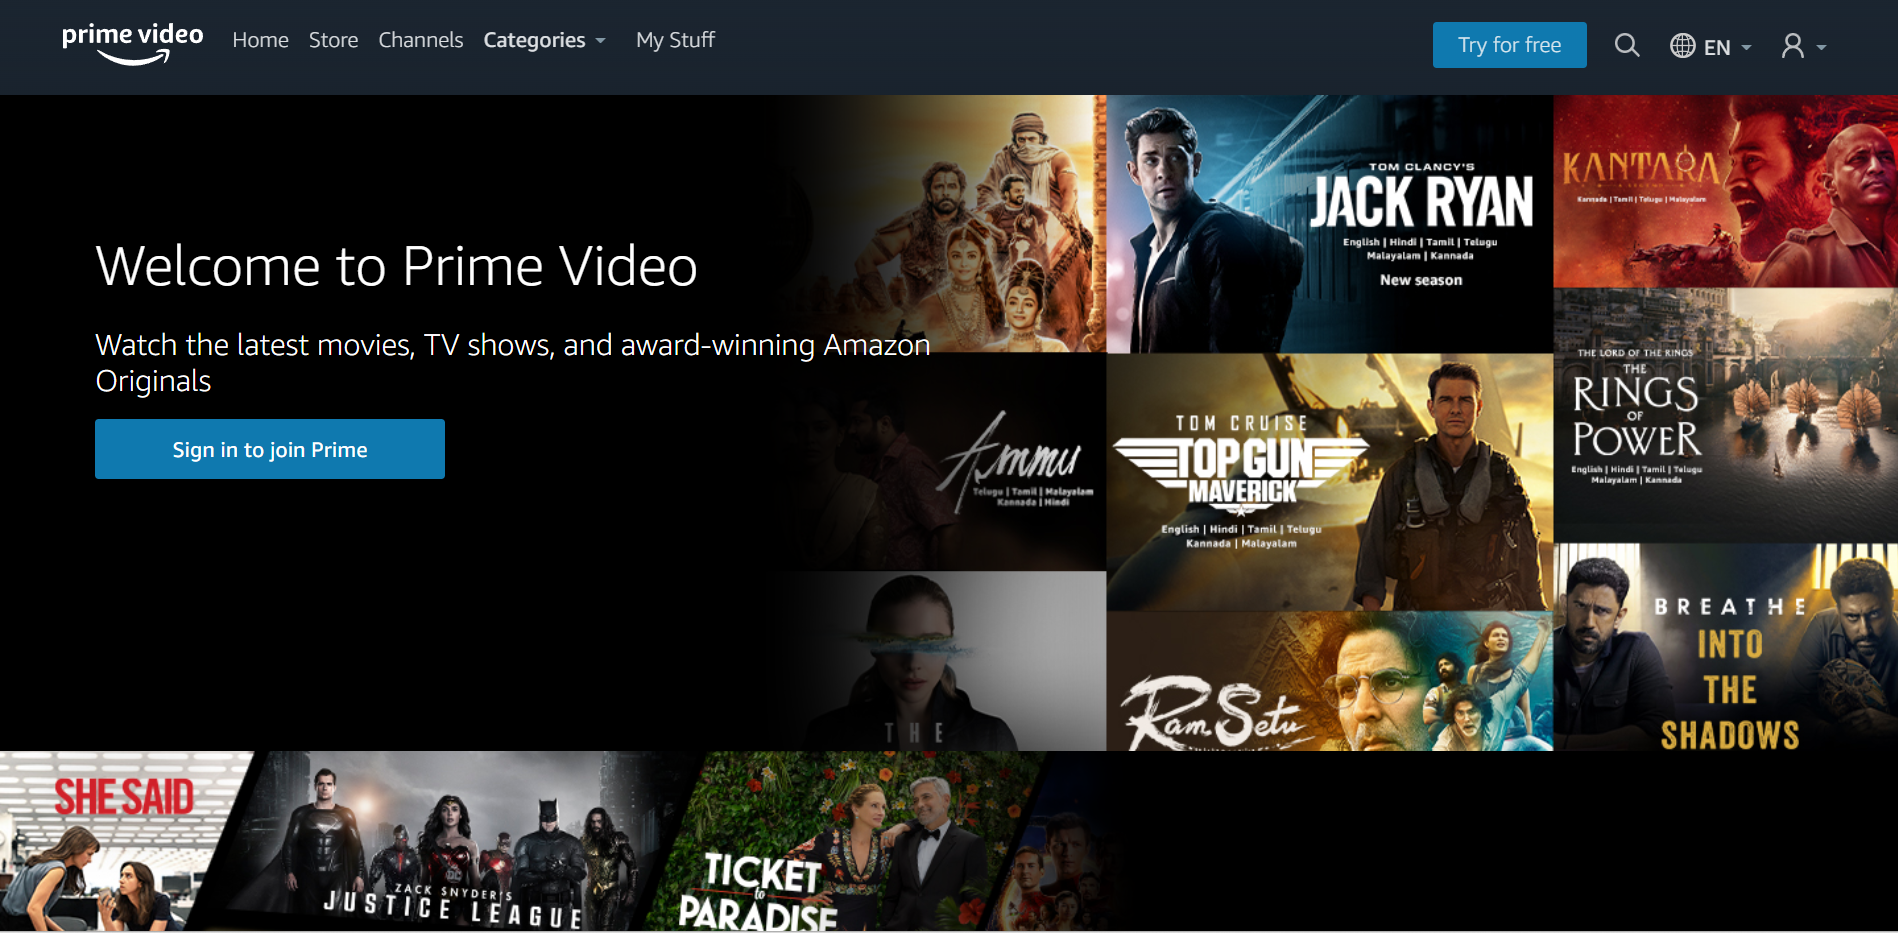 prime video
Home
Store
Channels
Categories
My Stuff
Try for free
EN
Welcome to Prime Video
Watch the latest movies, TV shows, and award-winning Amazon
Originals
Sign in to join Prime
TOM CLANCY'S
JACK RYAN
English | Hindi | Tamil | Telugu
Malayalam | Kannada
New season
KANTARA
Kannada | Tamil | Telugu | Malayalam
THE LORD OF THE RINGS
THE
RINGS
OF
POWER
English | Hindi | Tamil | Telugu
Malayalam | Kannada
Ammu
Telugu | Tamil | Malayalam
Kannada | Hindi
TOM CRUISE
TOP GUN
MAVERICK
English | Hindi | Tamil | Telugu
Kannada | Malayalam
BREATHE
INTO
THE
SHADOWS
THE
Ram Setu
SHE SAID
ZACK SNYDER'S
JUSTICE LEAGUE
DC
TICKET
to
PARADISE